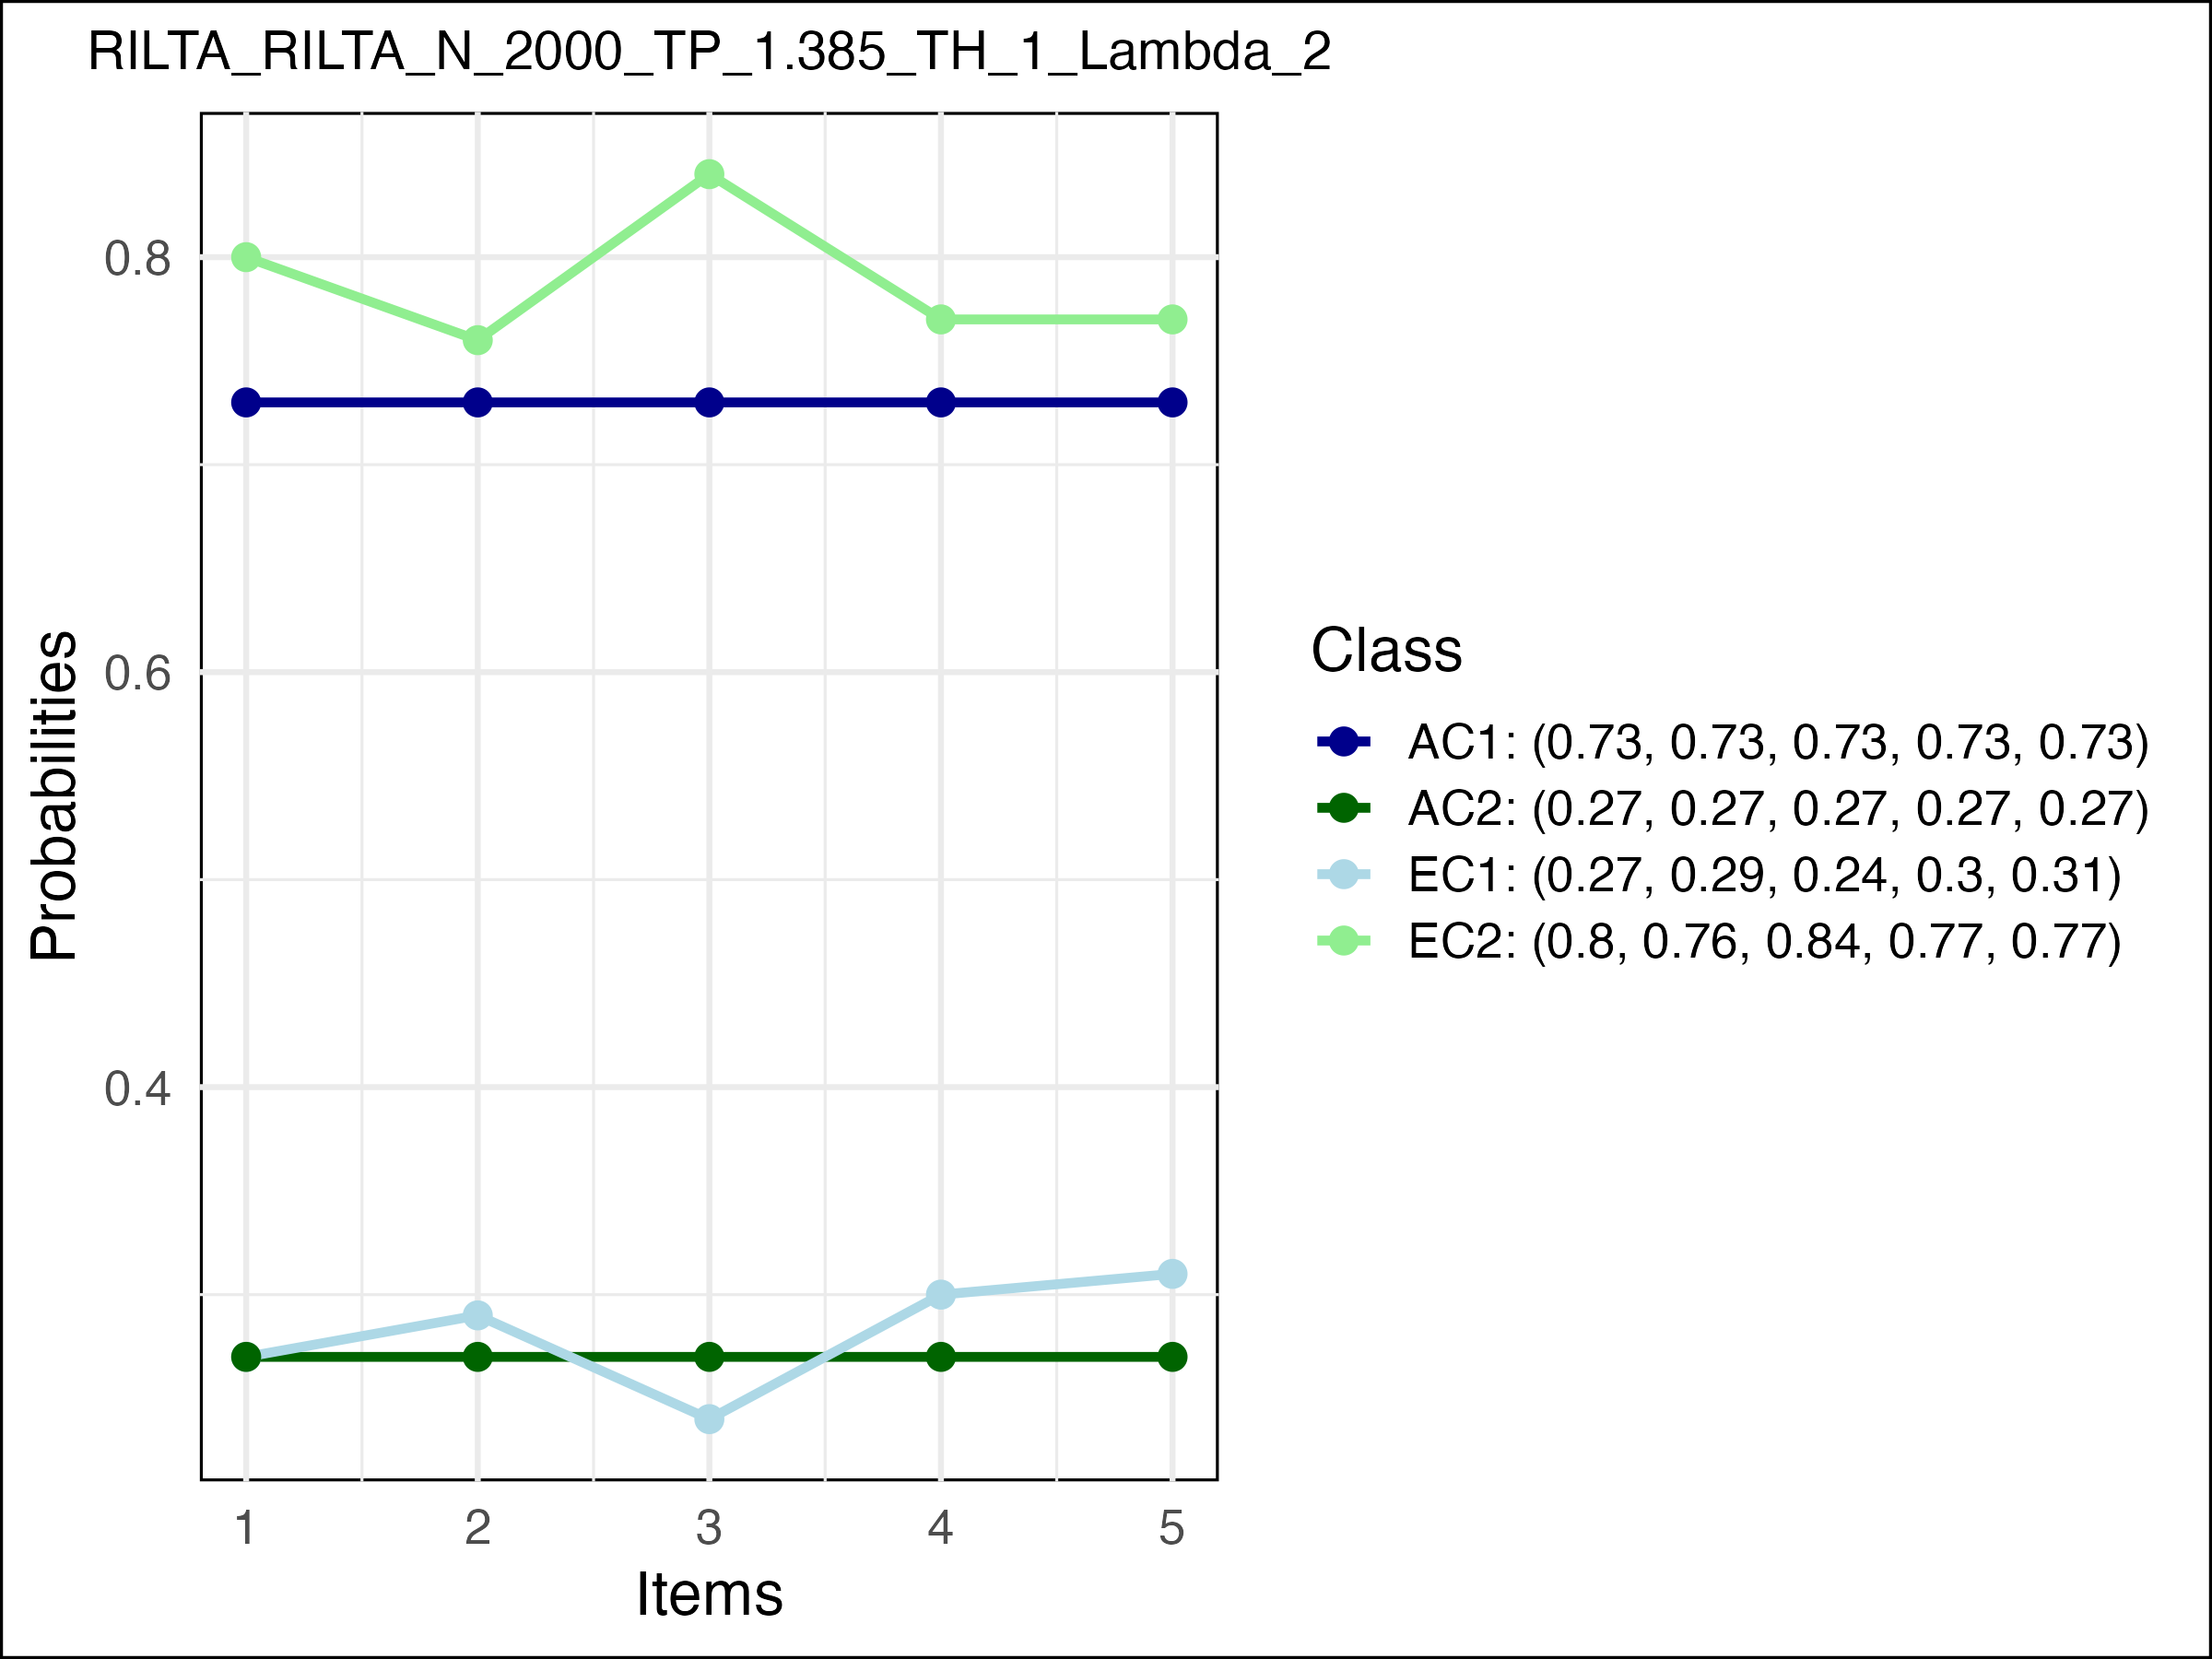 RILTA_RILTA_N_2000_TP_1.385_TH_1_Lambda_2
Probabilities
0.8
0.6
0.4
1 2 3 4 5
Items
Class
AC1: (0.73, 0.73, 0.73, 0.73, 0.73)
AC2: (0.27, 0.27, 0.27, 0.27, 0.27)
EC1: (0.27, 0.29, 0.24, 0.3, 0.31)
EC2: (0.8, 0.76, 0.84, 0.77, 0.77)